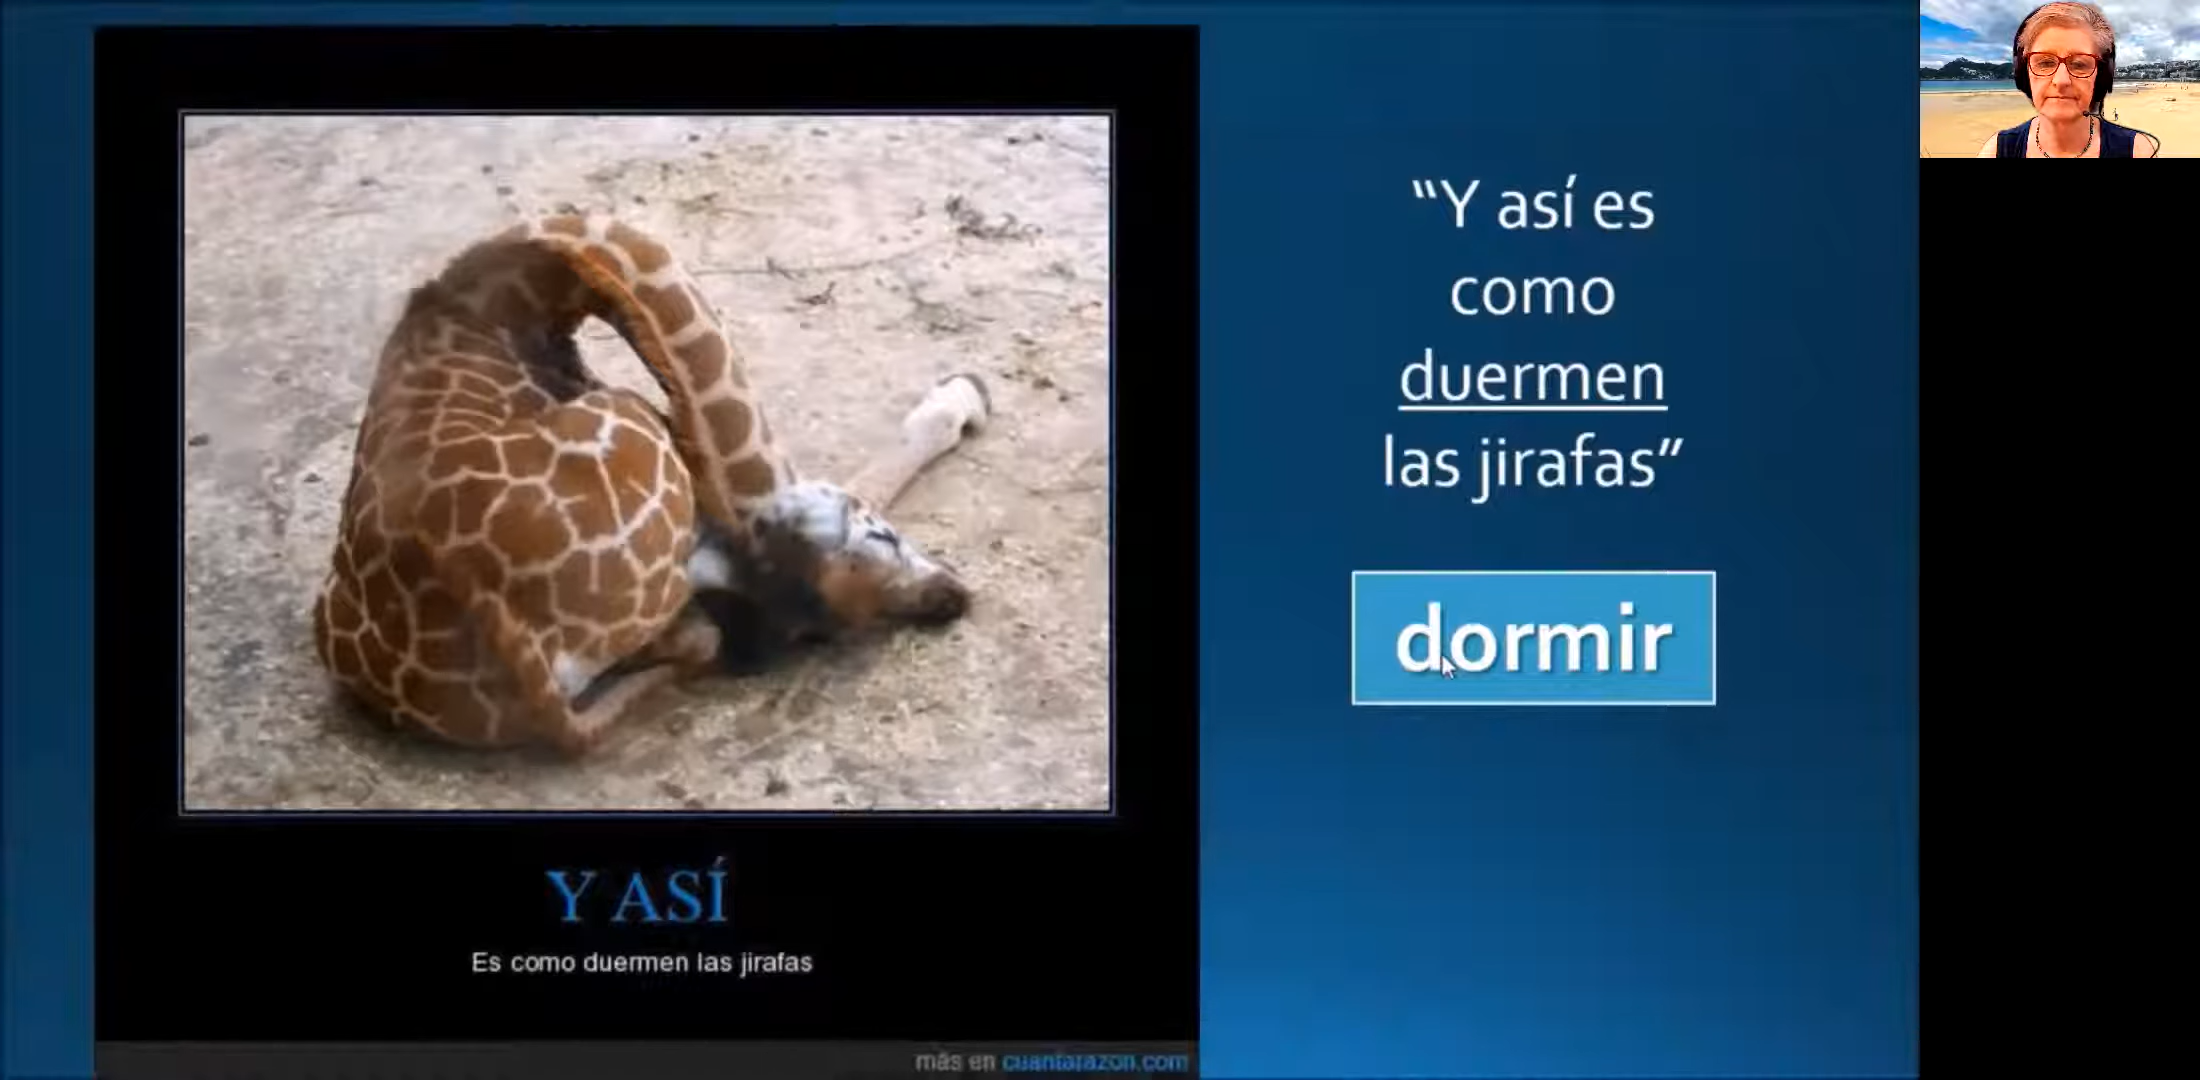 Y ASÍ
Es como duermen las jirafas
más en cuantarazon.com
“Y así es
como
duermen
las jirafas”
dormir